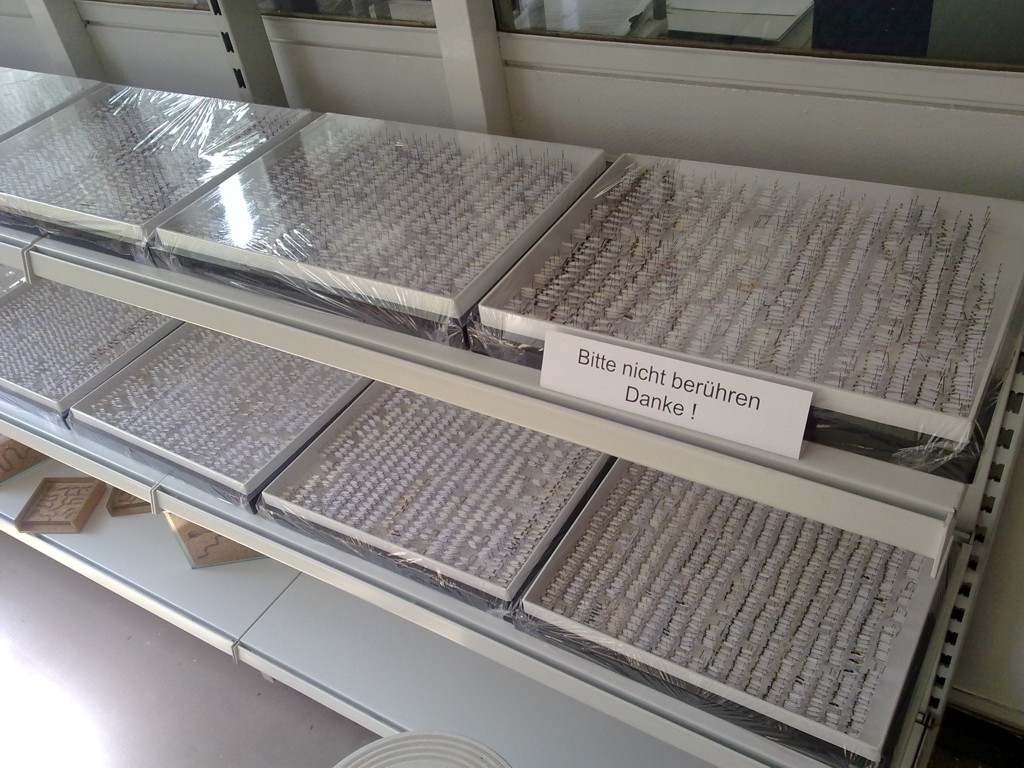 Bitte nicht berühren
Danke !